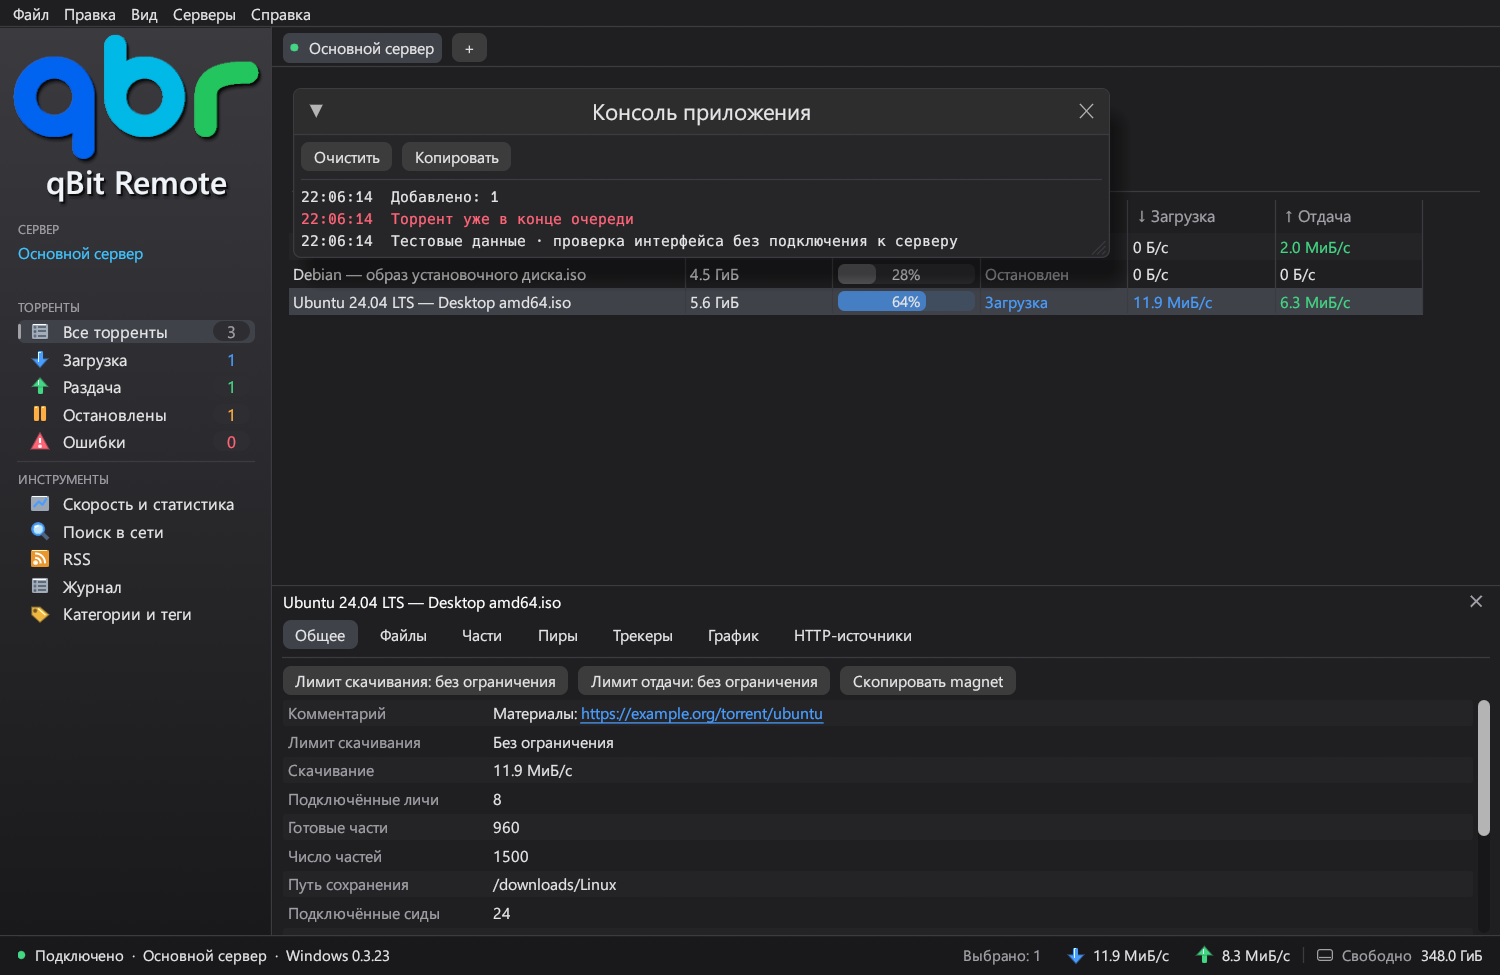 Файл Правка Вид Серверы Справка
qbr
qBit Remote
СЕРВЕР
Основной сервер
ТОРРЕНТЫ
Все торренты 3
Загрузка 1
Раздача 1
Остановлены 1
Ошибки 0
ИНСТРУМЕНТЫ
Скорость и статистика
Поиск в сети
RSS
Журнал
Категории и теги
Основной сервер +
Консоль приложения
Очистить Копировать
22:06:14 Добавлено: 1
22:06:14 Торрент уже в конце очереди
22:06:14 Тестовые данные · проверка интерфейса без подключения к серверу
↓ Загрузка ↑ Отдача
0 Б/с 2.0 МиБ/с
Debian — образ установочного диска.iso 4.5 ГиБ 28% Остановлен 0 Б/с 0 Б/с
Ubuntu 24.04 LTS — Desktop amd64.iso 5.6 ГиБ 64% Загрузка 11.9 МиБ/с 6.3 МиБ/с
Ubuntu 24.04 LTS — Desktop amd64.iso
Общее Файлы Части Пиры Трекеры График HTTP-источники
Лимит скачивания: без ограничения Лимит отдачи: без ограничения Скопировать magnet
Комментарий Материалы: https://example.org/torrent/ubuntu
Лимит скачивания Без ограничения
Скачивание 11.9 МиБ/с
Подключённые личи 8
Готовые части 960
Число частей 1500
Путь сохранения /downloads/Linux
Подключённые сиды 24
Подключено · Основной сервер · Windows 0.3.23 Выбрано: 1 11.9 МиБ/с 8.3 МиБ/с Свободно 348.0 ГиБ